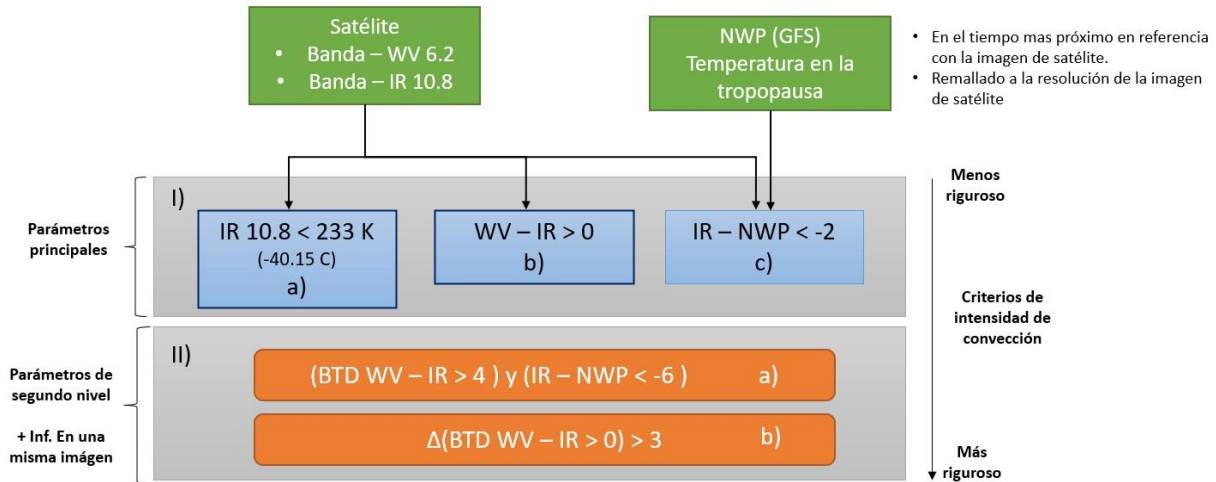 Satélite
• Banda – WV 6.2
• Banda – IR 10.8
NWP (GFS)
Temperatura en la
tropopausa
• En el tiempo mas próximo en referencia
con la imagen de satélite.
• Remallado a la resolución de la imagen
de satélite
Parámetros
principales
I)
IR 10.8 < 233 K
(-40.15 C)
a)
WV – IR > 0
b)
IR – NWP < -2
c)
Menos
riguroso
Criterios de
intensidad de
convección
Parámetros de
segundo nivel
+ Inf. En una
misma imágen
II)
(BTD WV – IR > 4 ) y (IR – NWP < -6 ) a)
Δ(BTD WV – IR > 0) > 3 b)
Más
riguroso